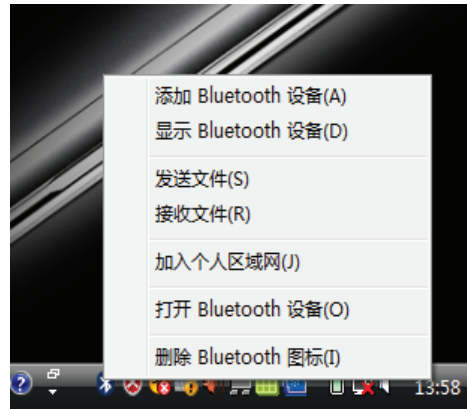 添加 Bluetooth 设备(A)
显示 Bluetooth 设备(D)
发送文件(S)
接收文件(R)
加入个人区域网(J)
打开 Bluetooth 设备(O)
删除 Bluetooth 图标(I)
13:58